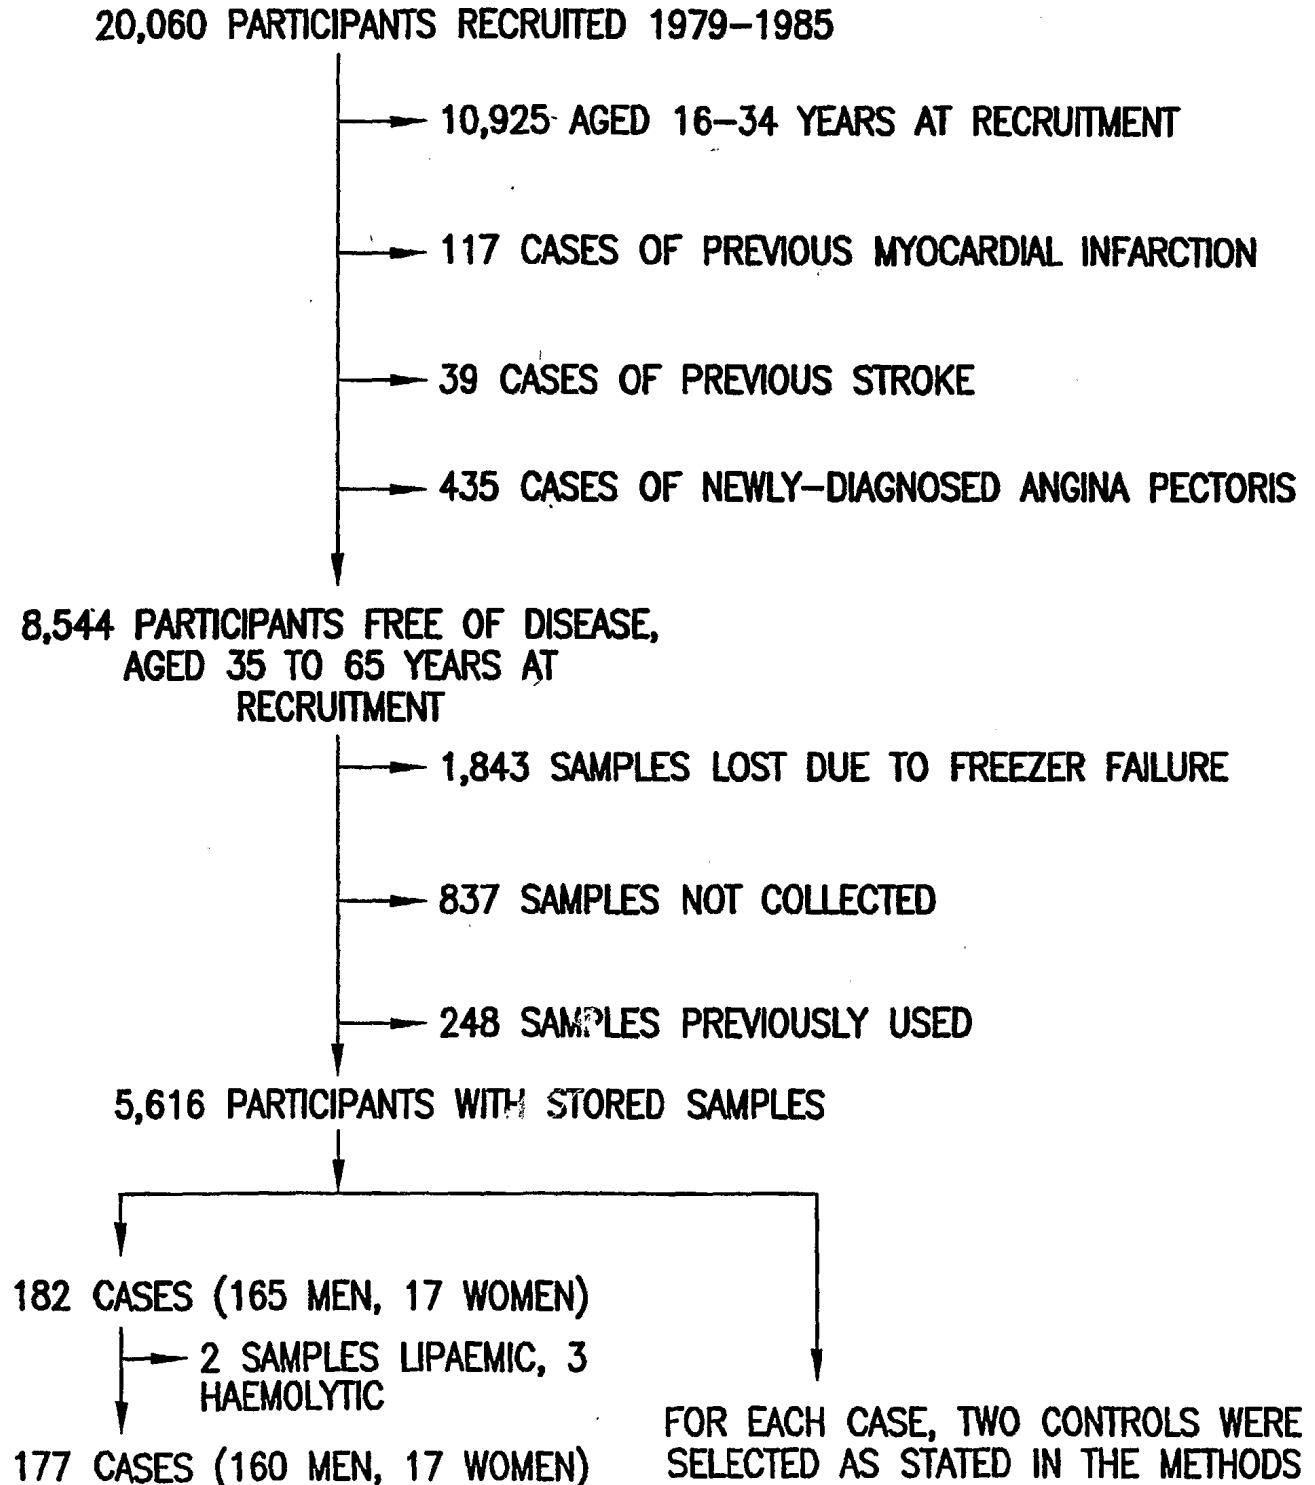 20,060 PARTICIPANTS RECRUITED 1979–1985
10,925 AGED 16–34 YEARS AT RECRUITMENT
117 CASES OF PREVIOUS MYOCARDIAL INFARCTION
39 CASES OF PREVIOUS STROKE
435 CASES OF NEWLY–DIAGNOSED ANGINA PECTORIS
8,544 PARTICIPANTS FREE OF DISEASE,
AGED 35 TO 65 YEARS AT
RECRUITMENT
1,843 SAMPLES LOST DUE TO FREEZER FAILURE
837 SAMPLES NOT COLLECTED
248 SAMPLES PREVIOUSLY USED
5,616 PARTICIPANTS WITH STORED SAMPLES
182 CASES (165 MEN, 17 WOMEN)
2 SAMPLES LIPAEMIC, 3
HAEMOLYTIC
177 CASES (160 MEN, 17 WOMEN)
FOR EACH CASE, TWO CONTROLS WERE
SELECTED AS STATED IN THE METHODS